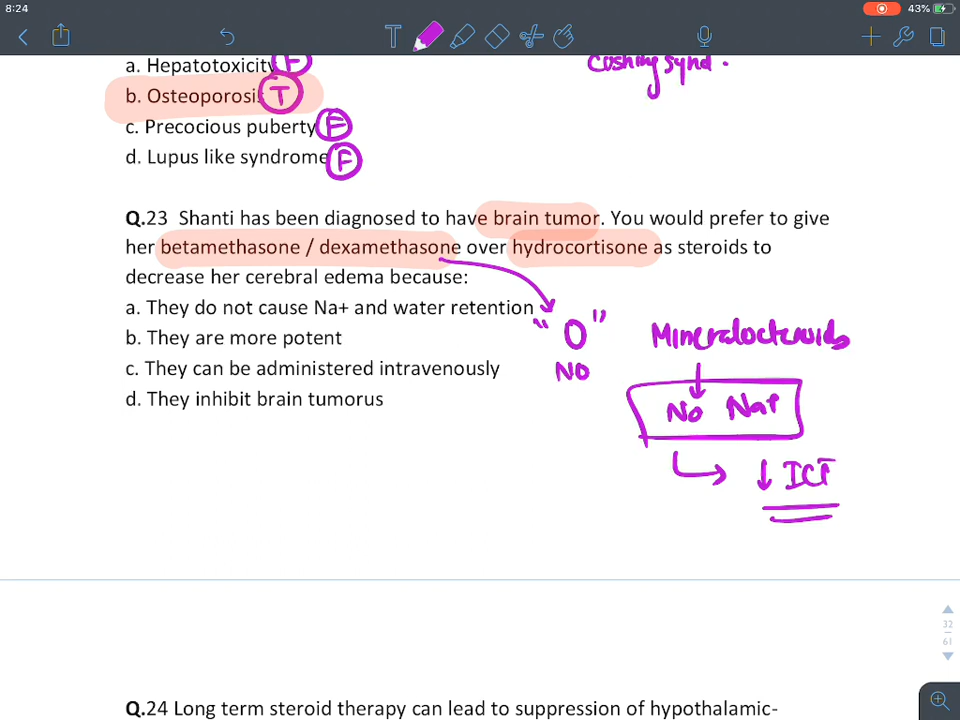 8:24
43%
T
a. Hepatotoxicity F
cushing synd.
b. Osteoporosis T
c. Precocious puberty F
d. Lupus like syndrome F
Q.23 Shanti has been diagnosed to have brain tumor. You would prefer to give
her betamethasone / dexamethasone over hydrocortisone as steroids to
decrease her cerebral edema because:
a. They do not cause Na+ and water retention
"O"
NO
b. They are more potent
c. They can be administered intravenously
d. They inhibit brain tumorus
No Na+
↓
32
61
Q.24 Long term steroid therapy can lead to suppression of hypothalamic-